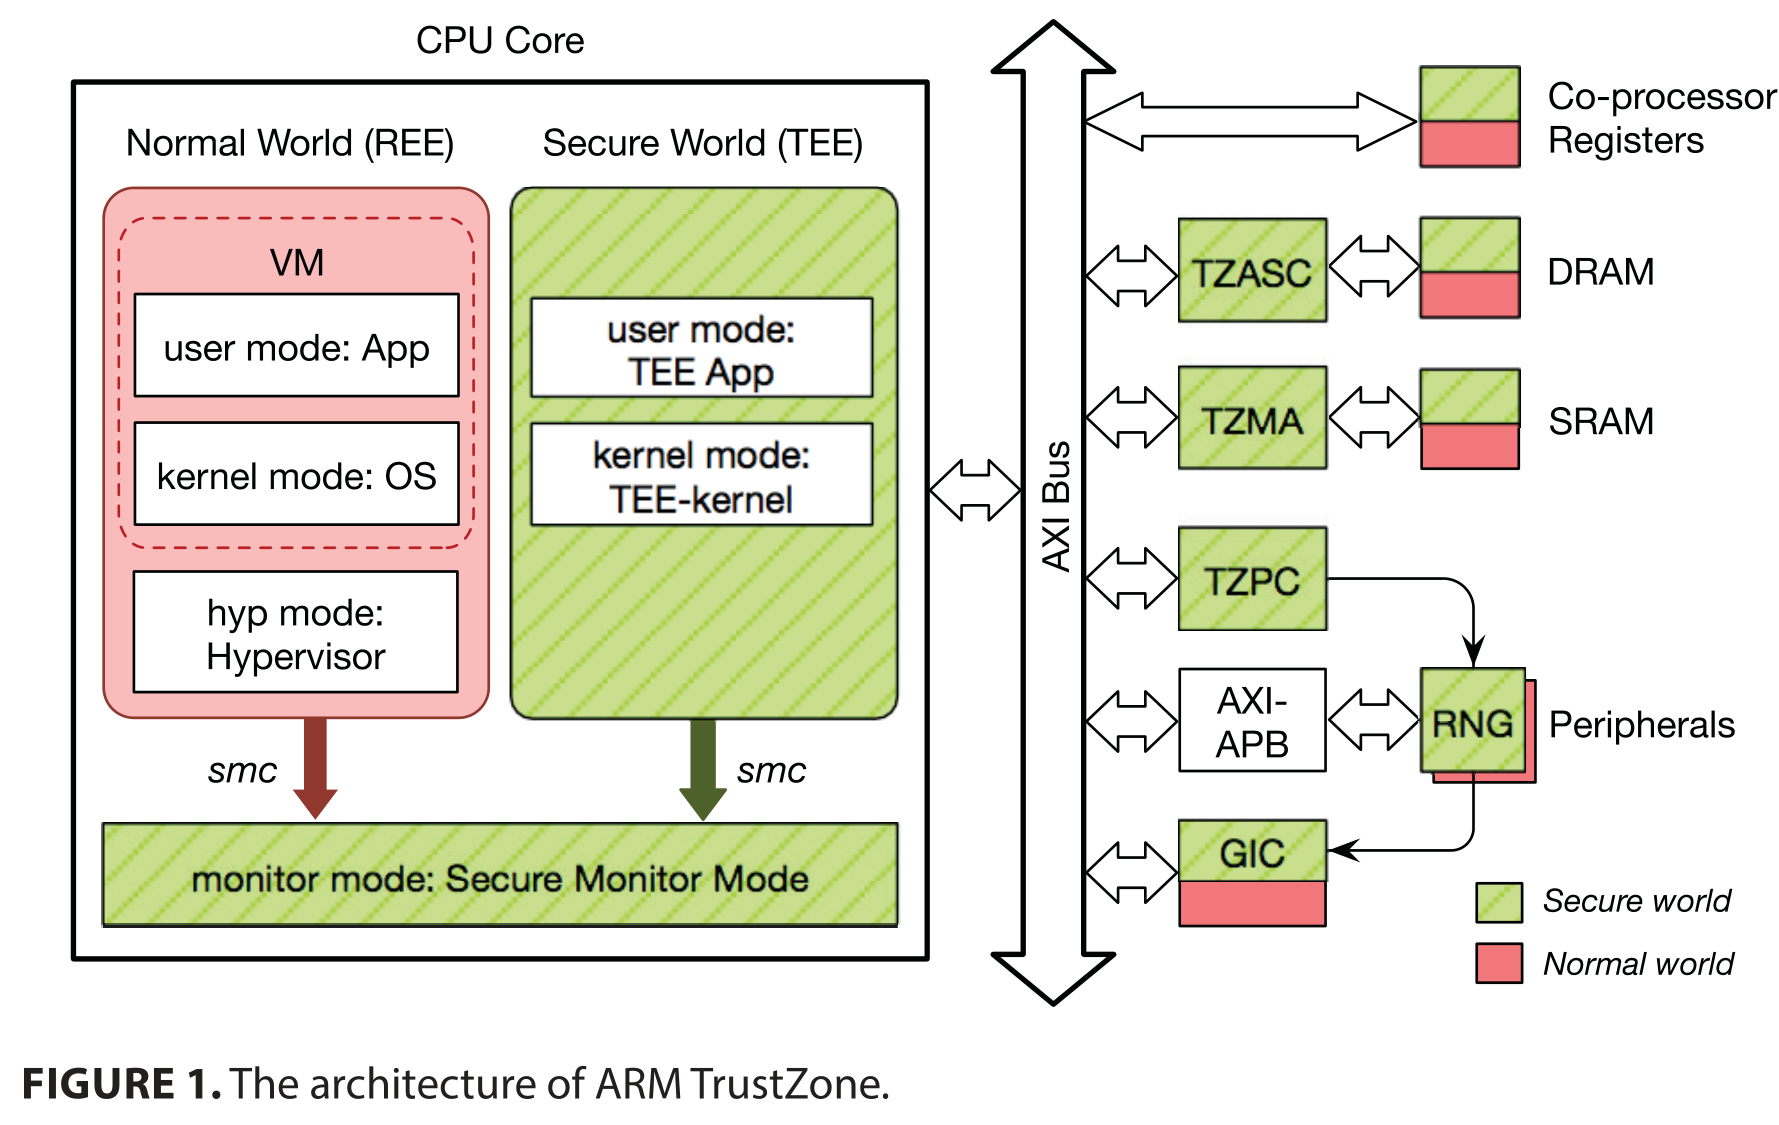 CPU Core
Normal World (REE)
Secure World (TEE)
VM
user mode: App
kernel mode: OS
hyp mode:
Hypervisor
user mode:
TEE App
kernel mode:
TEE-kernel
smc
smc
monitor mode: Secure Monitor Mode
AXI Bus
Co-processor
Registers
TZASC
DRAM
TZMA
SRAM
TZPC
AXI-
APB
RNG
Peripherals
GIC
Secure world
Normal world
FIGURE 1. The architecture of ARM TrustZone.